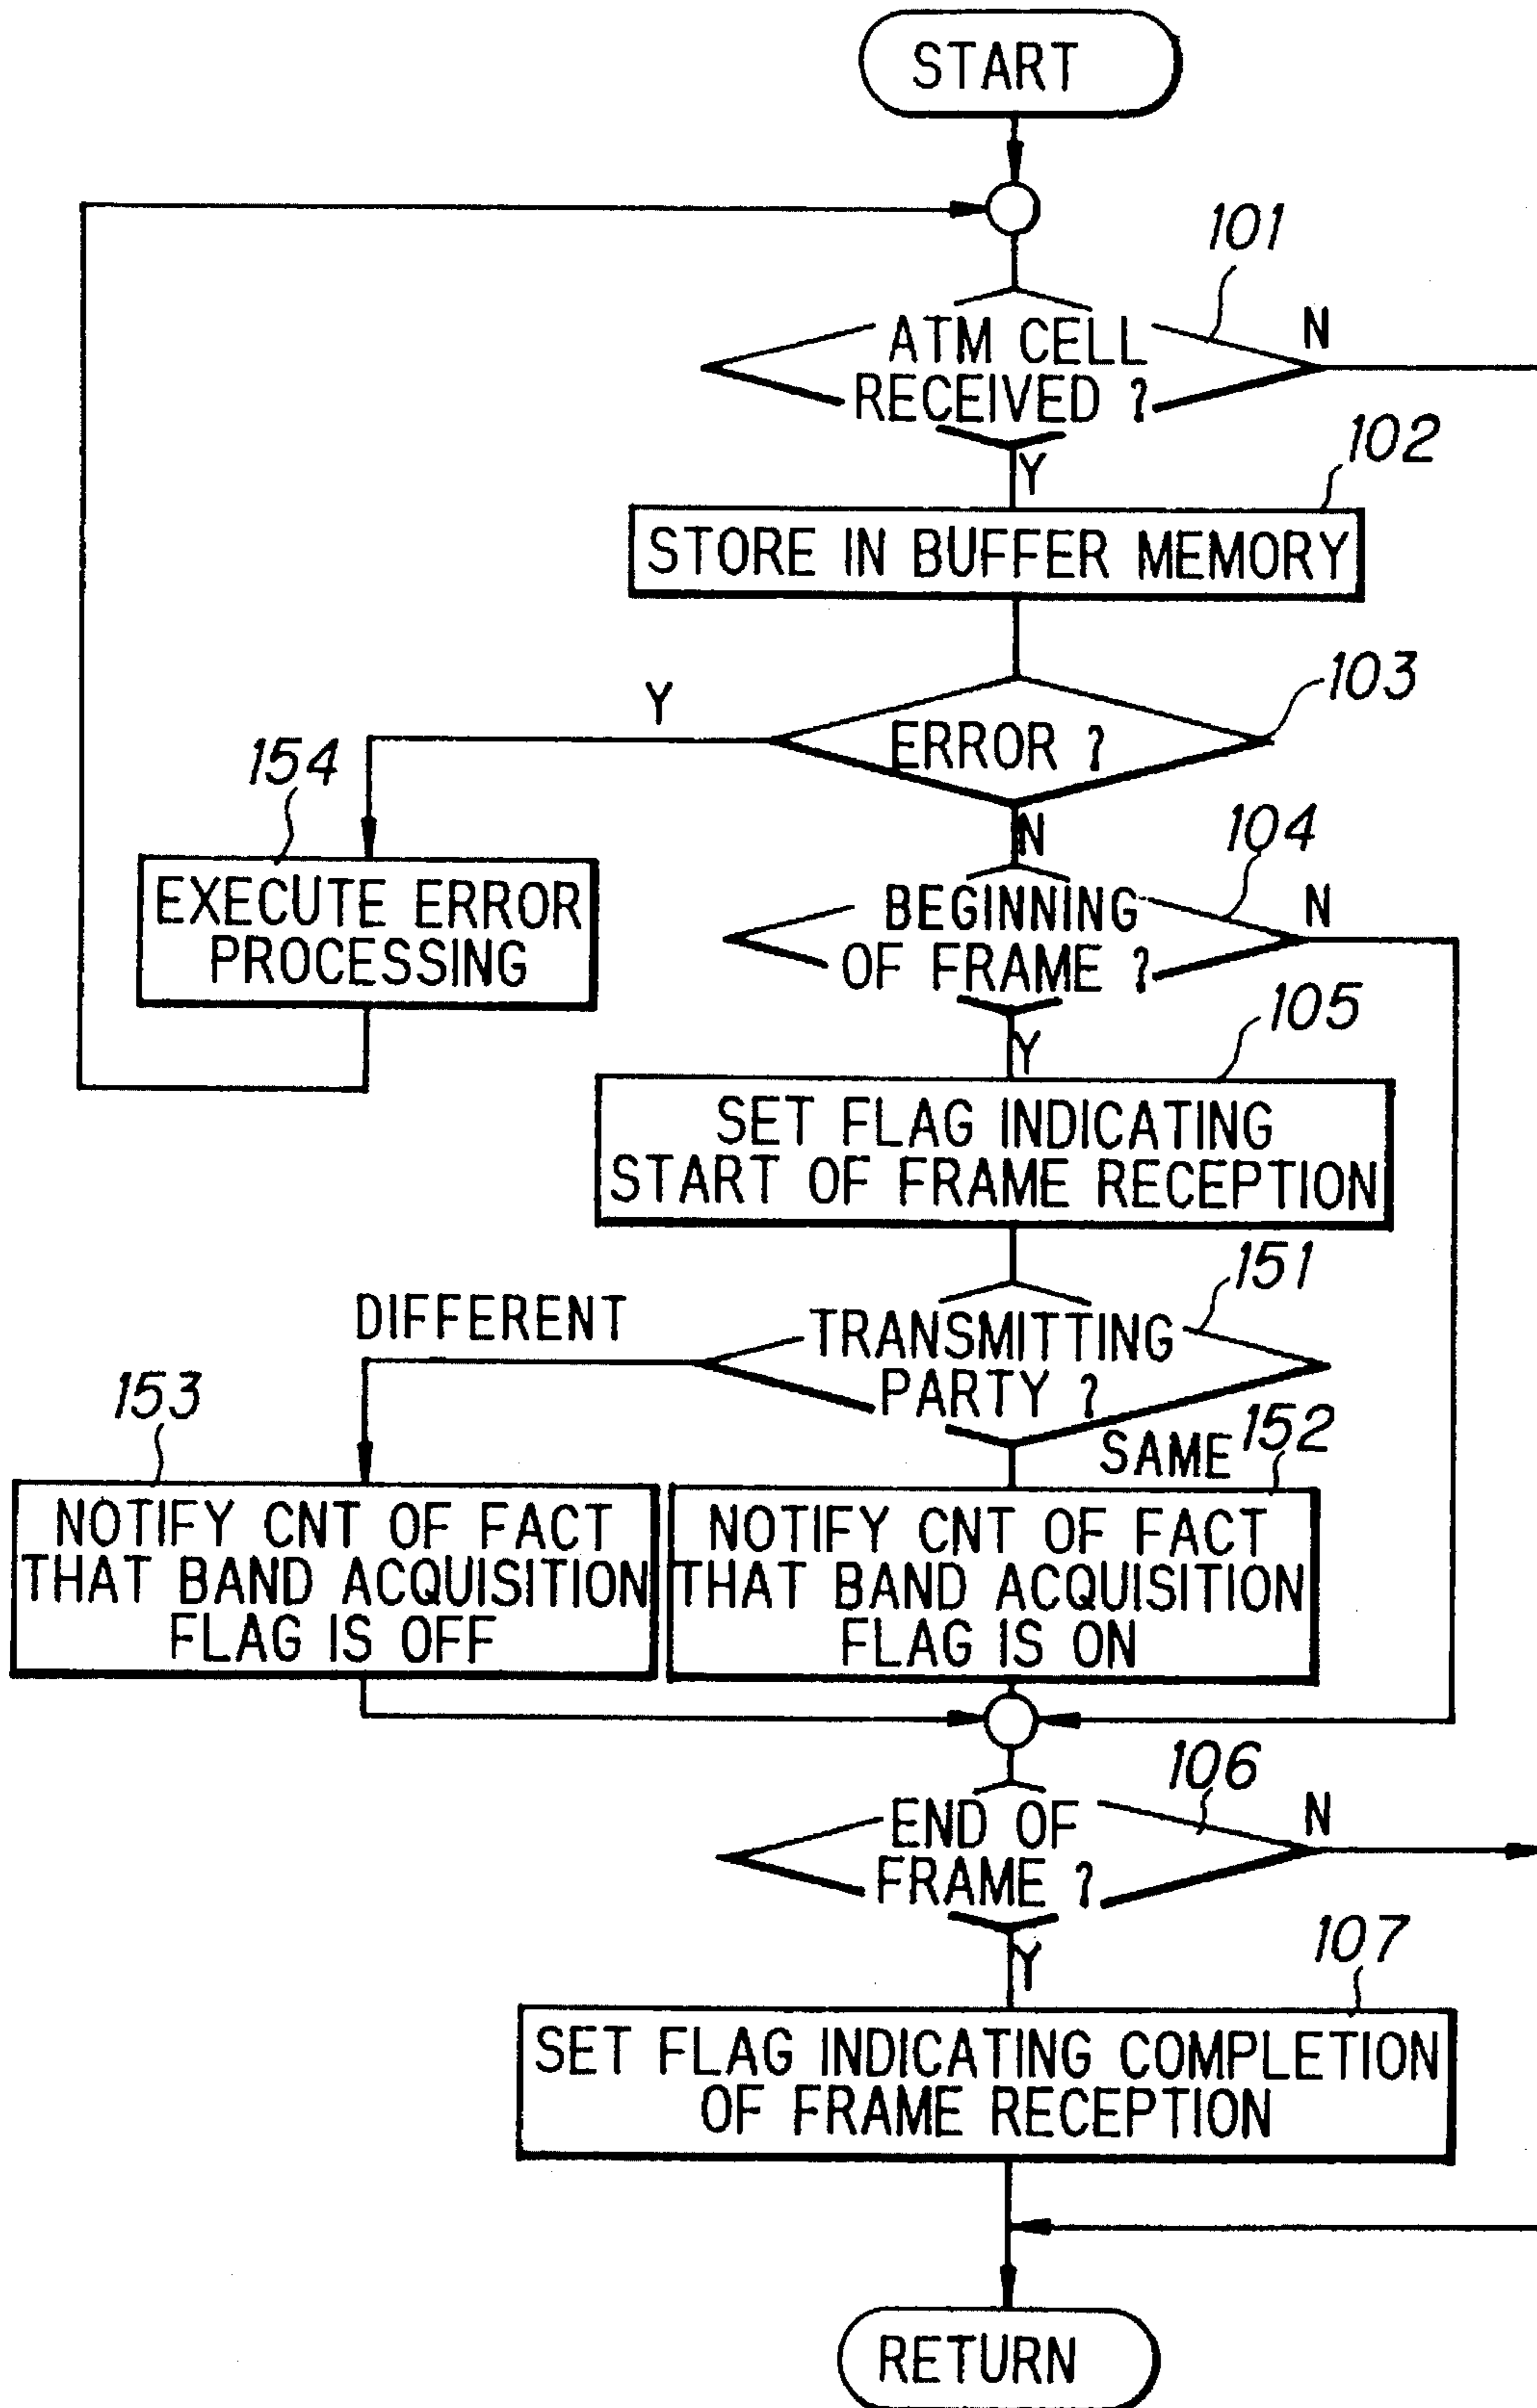 START
101
ATM CELL
RECEIVED ?
N
Y
102
STORE IN BUFFER MEMORY
103
ERROR ?
Y
N
154
EXECUTE ERROR
PROCESSING
104
BEGINNING
OF FRAME ?
N
Y
105
SET FLAG INDICATING
START OF FRAME RECEPTION
151
TRANSMITTING
PARTY ?
DIFFERENT
SAME
153
NOTIFY CNT OF FACT
THAT BAND ACQUISITION
FLAG IS OFF
152
NOTIFY CNT OF FACT
THAT BAND ACQUISITION
FLAG IS ON
106
END OF
FRAME ?
N
Y
107
SET FLAG INDICATING COMPLETION
OF FRAME RECEPTION
RETURN